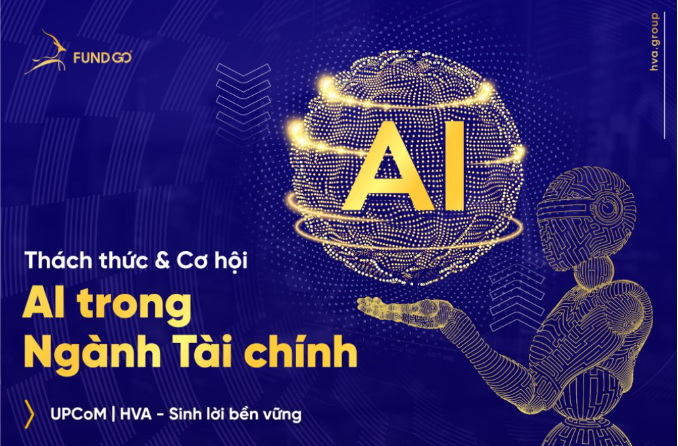 FUND GO
hva.group
AI
Thách thức & Cơ hội
AI trong
Ngành Tài chính
UPCoM | HVA - Sinh lời bền vững